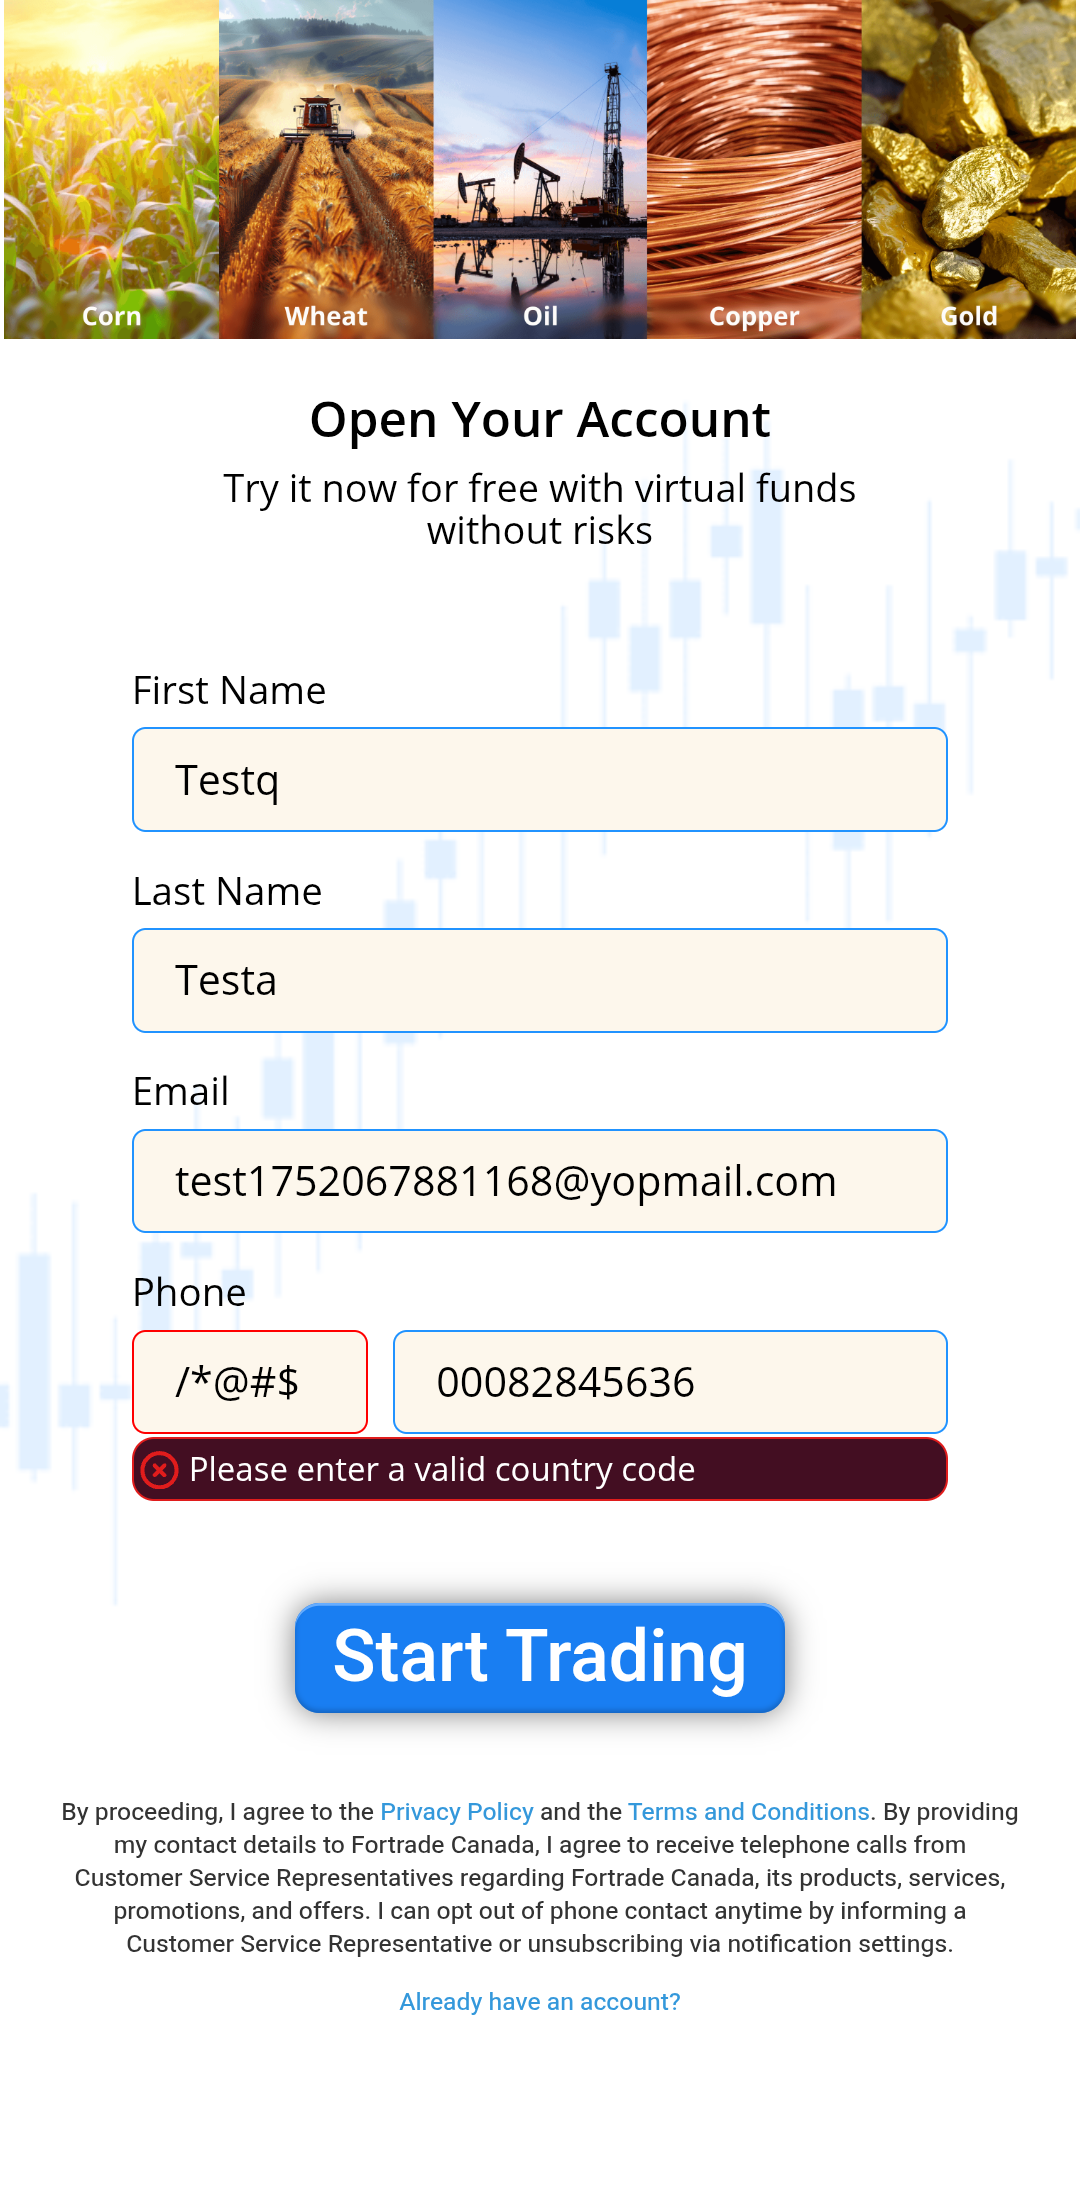 Corn Wheat Oil Copper Gold
Open Your Account
Try it now for free with virtual funds
without risks
First Name
Testq
Last Name
Testa
Email
test1752067881168@yopmail.com
Phone
/*@#$ 00082845636
Please enter a valid country code
Start Trading
By proceeding, I agree to the Privacy Policy and the Terms and Conditions. By providing
my contact details to Fortrade Canada, I agree to receive telephone calls from
Customer Service Representatives regarding Fortrade Canada, its products, services,
promotions, and offers. I can opt out of phone contact anytime by informing a
Customer Service Representative or unsubscribing via notification settings.
Already have an account?